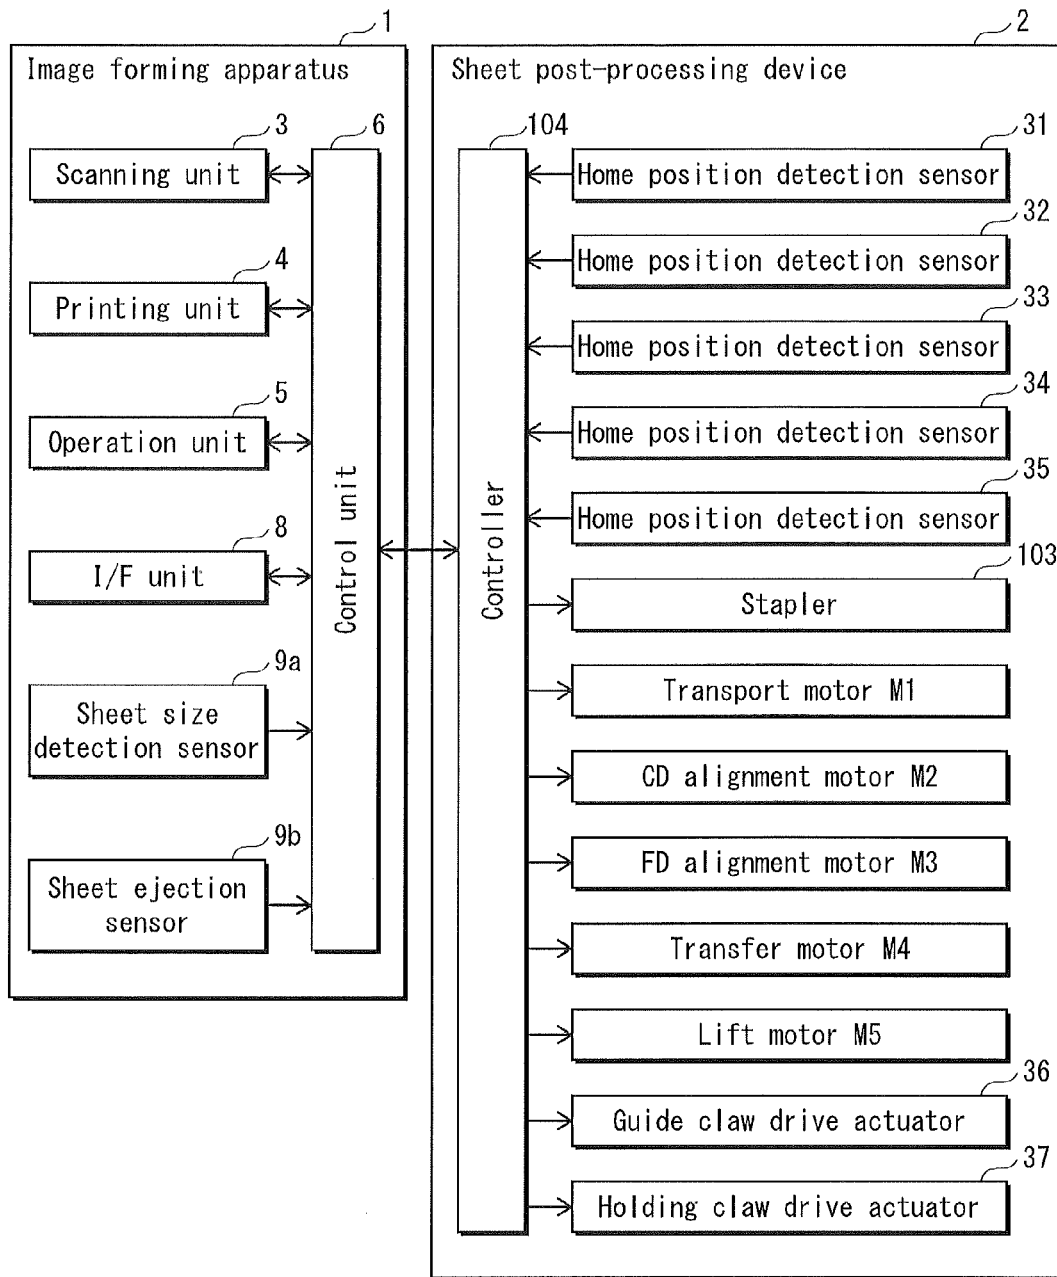 1
Image forming apparatus
3
6
Scanning unit
4
Printing unit
5
Operation unit
8
I/F unit
9a
Sheet size
detection sensor
9b
Sheet ejection
sensor
Control unit
2
Sheet post-processing device
104
Controller
31
Home position detection sensor
32
Home position detection sensor
33
Home position detection sensor
34
Home position detection sensor
35
Home position detection sensor
103
Stapler
Transport motor M1
CD alignment motor M2
FD alignment motor M3
Transfer motor M4
Lift motor M5
36
Guide claw drive actuator
37
Holding claw drive actuator